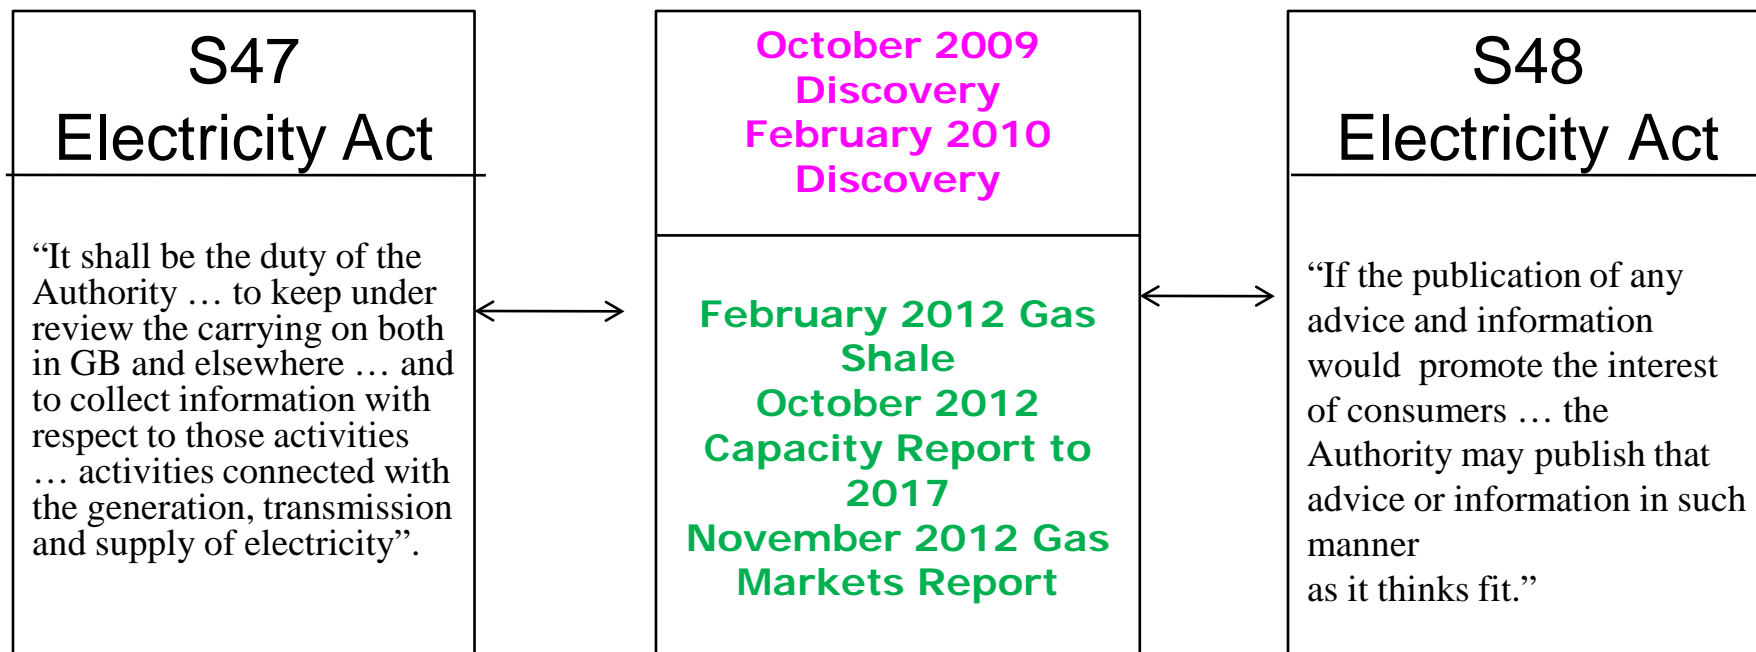 S47
Electricity Act
“It shall be the duty of the
Authority … to keep under
review the carrying on both
in GB and elsewhere … and
to collect information with
respect to those activities
… activities connected with
the generation, transmission
and supply of electricity”.
October 2009
Discovery
February 2010
Discovery
February 2012 Gas
Shale
October 2012
Capacity Report to
2017
November 2012 Gas
Markets Report
S48
Electricity Act
“If the publication of any
advice and information
would promote the interest
of consumers … the
Authority may publish that
advice or information in such
manner
as it thinks fit.”